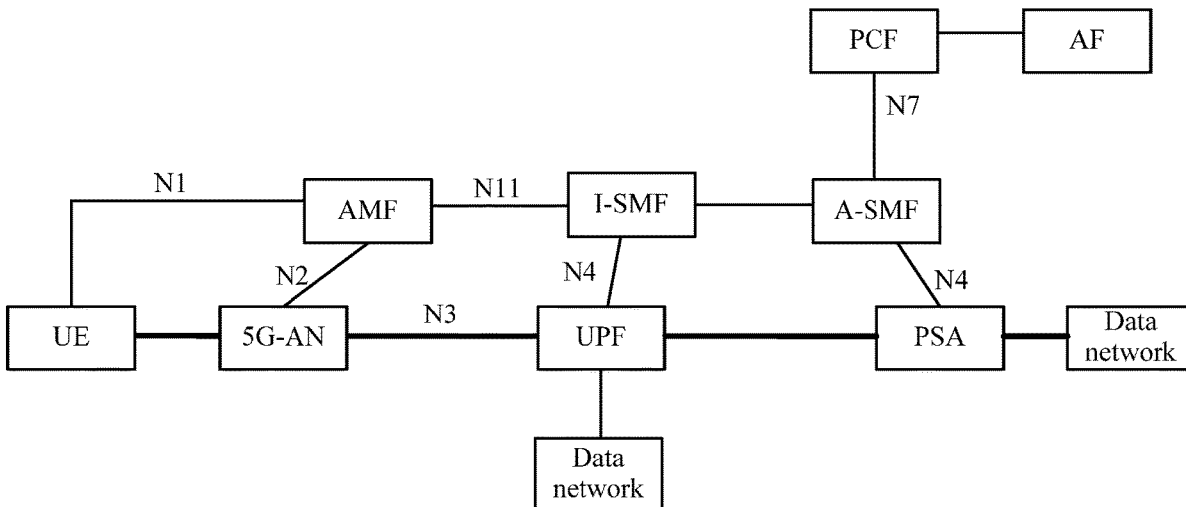 PCF
AF
N7
N1
AMF
N11
I-SMF
A-SMF
N2
N4
N4
UE
5G-AN
N3
UPF
PSA
Data
network
Data
network